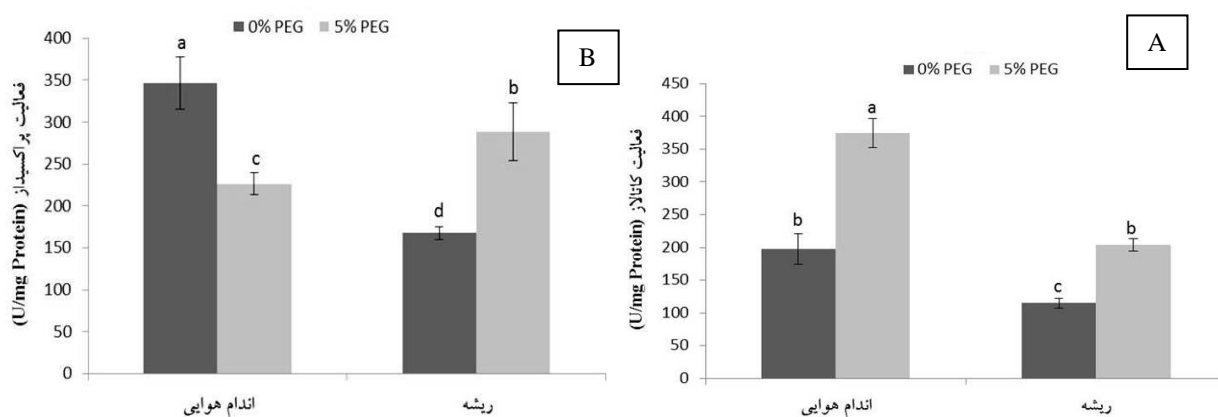 B
0% PEG 5% PEG
فعالیت پراکسیداز
(U/mg Protein)
400
350
300
250
200
150
100
50
0
a
c
d
b
اندام هوایی
ریشه
A
0% PEG 5% PEG
فعالیت کاتالاز
(U/mg Protein)
450
400
350
300
250
200
150
100
50
0
b
a
c
b
اندام هوایی
ریشه